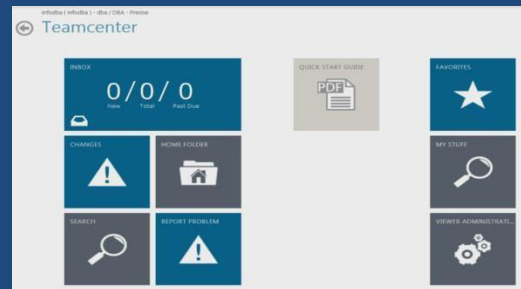 infodba ( infodba ) - dba / DBA -
Teamcenter
INBOX
0/0/0
New Total Past Due
QUICK START GUIDE
PDF
FAVORITES
CHANGES
HOME FOLDER
MY STUFF
SEARCH
REPORT PROBLEM
VIEWER ADMINISTRATI...